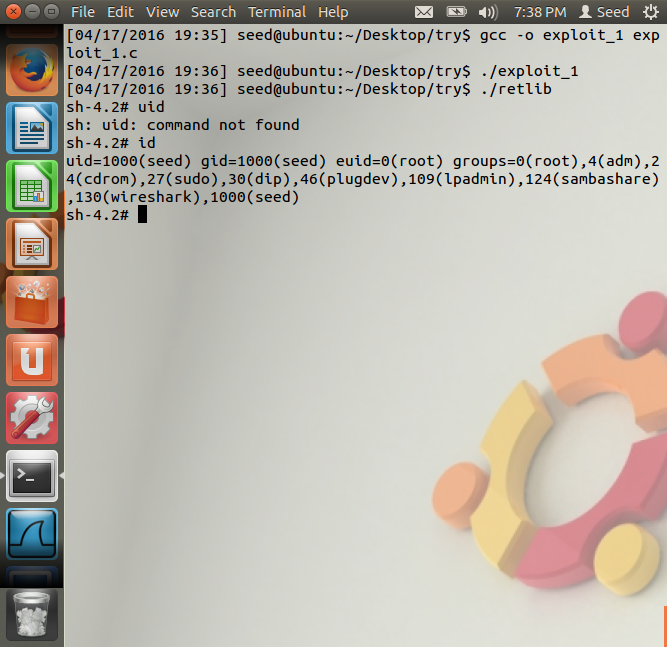 File Edit View Search Terminal Help 7:38 PM Seed
[04/17/2016 19:35] seed@ubuntu:~/Desktop/try$ gcc -o exploit_1 exp
loit_1.c
[04/17/2016 19:36] seed@ubuntu:~/Desktop/try$ ./exploit_1
[04/17/2016 19:36] seed@ubuntu:~/Desktop/try$ ./retlib
sh-4.2# uid
sh: uid: command not found
sh-4.2# id
uid=1000(seed) gid=1000(seed) euid=0(root) groups=0(root),4(adm),2
4(cdrom),27(sudo),30(dip),46(plugdev),109(lpadmin),124(sambashare)
,130(wireshark),1000(seed)
sh-4.2#